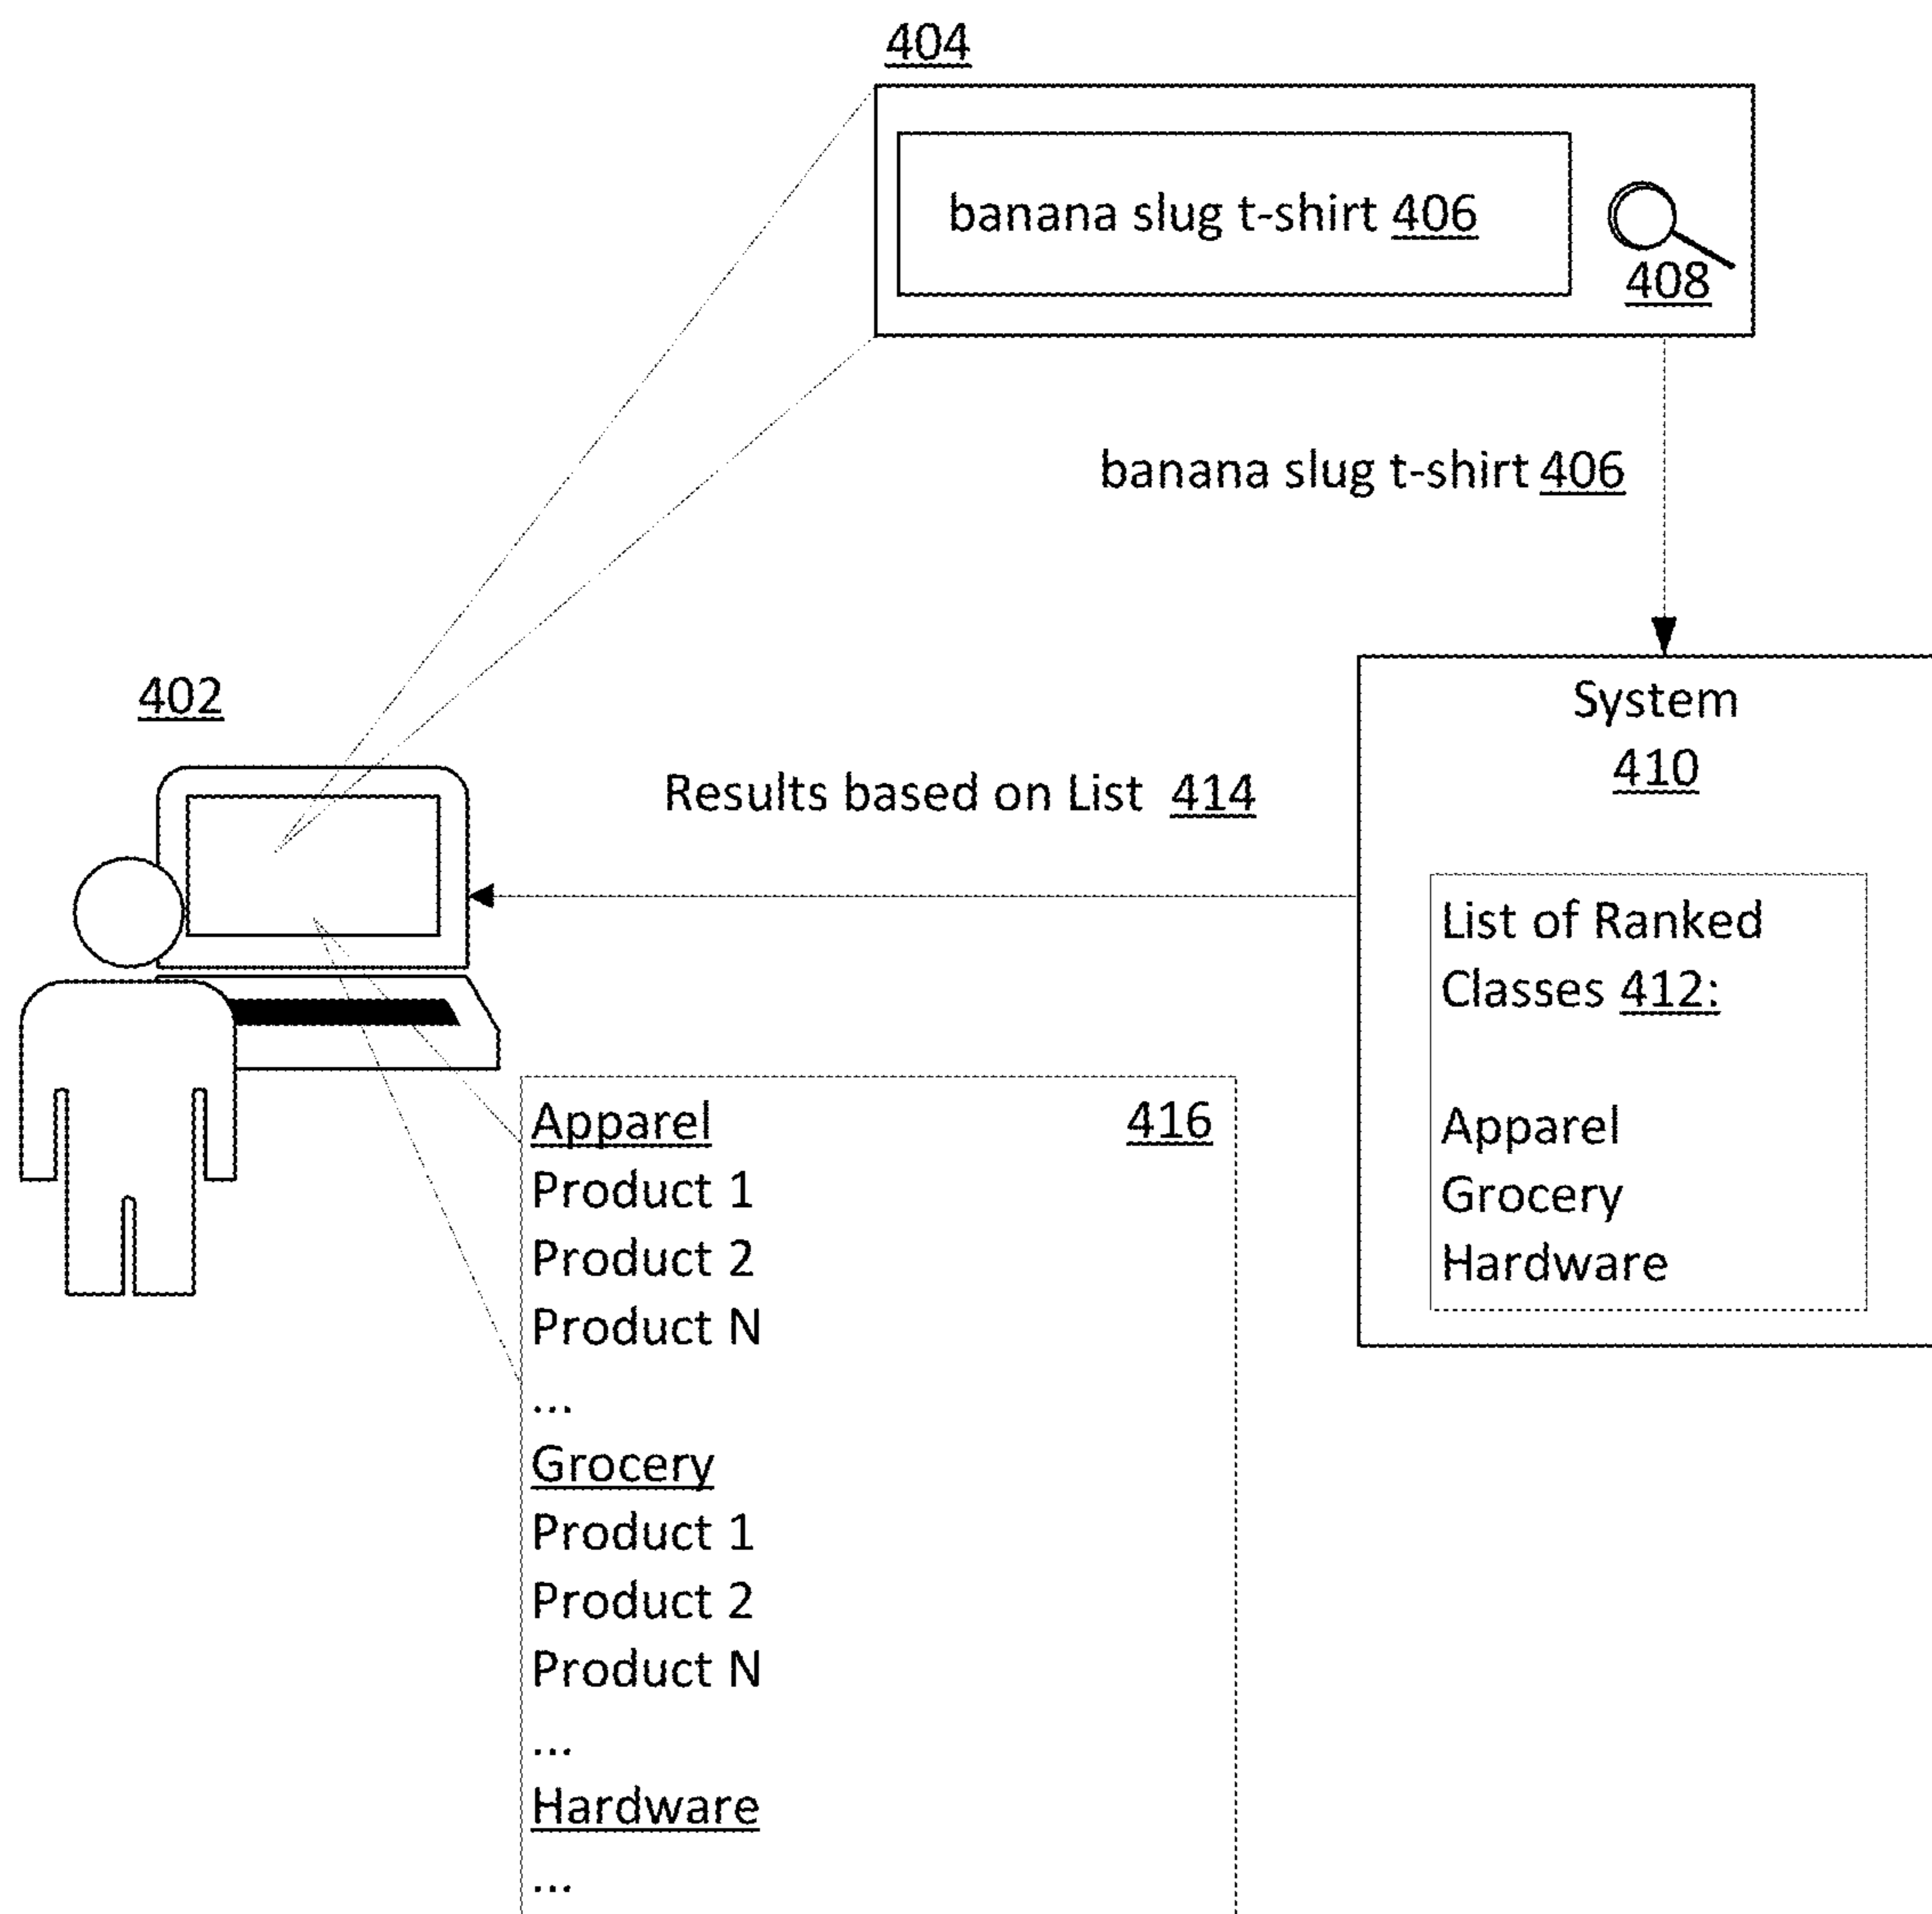 404
banana slug t-shirt 406
408
banana slug t-shirt 406
402
System
410
Results based on List 414
List of Ranked
Classes 412:
Apparel
Grocery
Hardware
Apparel 416
Product 1
Product 2
Product N
...
Grocery
Product 1
Product 2
Product N
...
Hardware
...